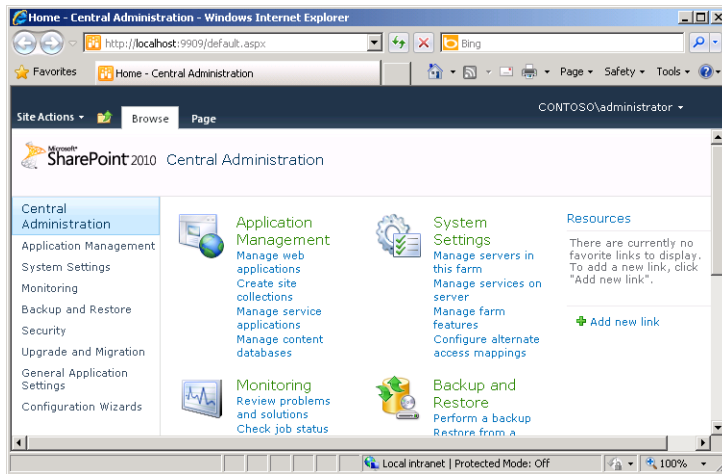 Home - Central Administration - Windows Internet Explorer
http://localhost:9909/default.aspx
Bing
Favorites
Home - Central Administration
Page
Safety
Tools
Site Actions
Browse
Page
CONTOSO\administrator
Microsoft
SharePoint 2010
Central Administration
Central
Administration
Application Management
System Settings
Monitoring
Backup and Restore
Security
Upgrade and Migration
General Application
Settings
Configuration Wizards
Application
Management
Manage web
applications
Create site
collections
Manage service
applications
Manage content
databases
System
Settings
Manage servers in
this farm
Manage services on
server
Manage farm
features
Configure alternate
access mappings
Monitoring
Review problems
and solutions
Check job status
Backup and
Restore
Perform a backup
Restore from a
Resources
There are currently no
favorite links to display.
To add a new link, click
"Add new link".
Add new link
Local intranet | Protected Mode: Off
100%